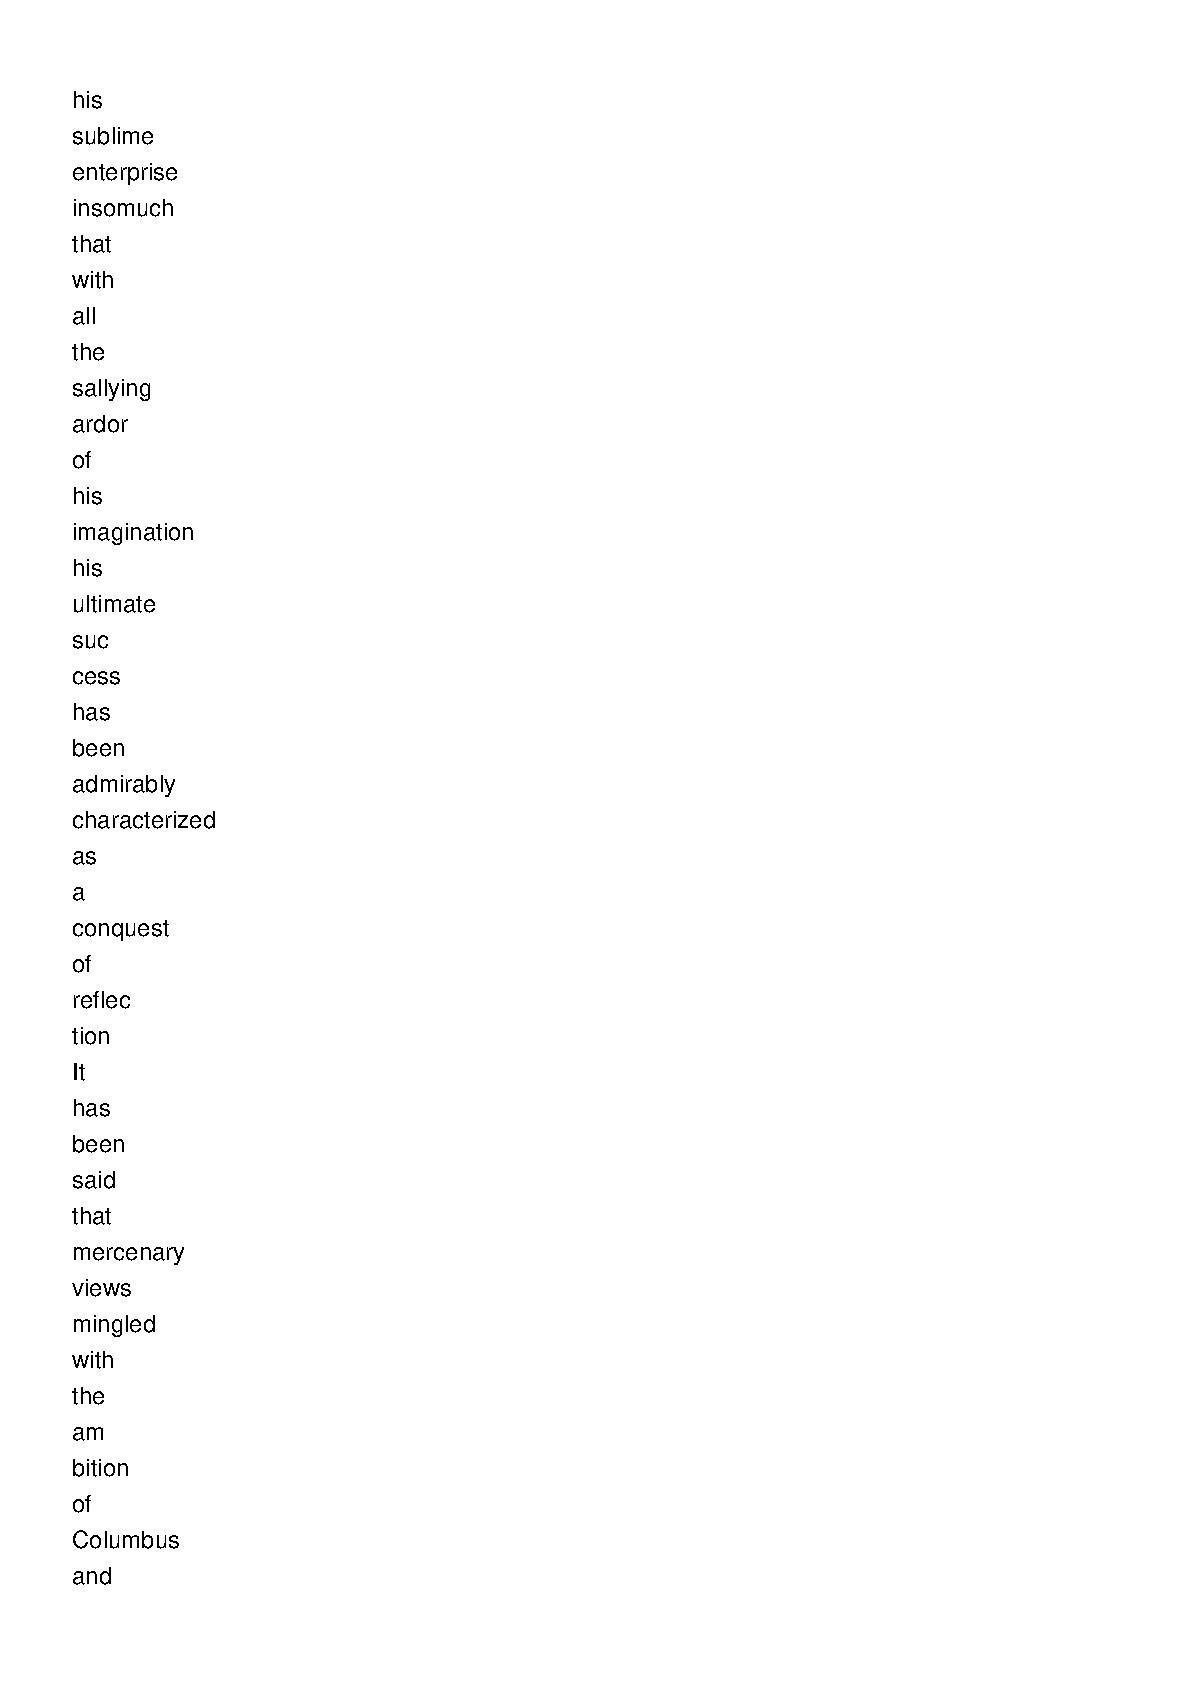 his
sublime
enterprise
insomuch
that
with
all
the
sallying
ardor
of
his
imagination
his
ultimate
suc
cess
has
been
admirably
characterized
as
a
conquest
of
reflec
tion
It
has
been
said
that
mercenary
views
mingled
with
the
am
bition
of
Columbus
and